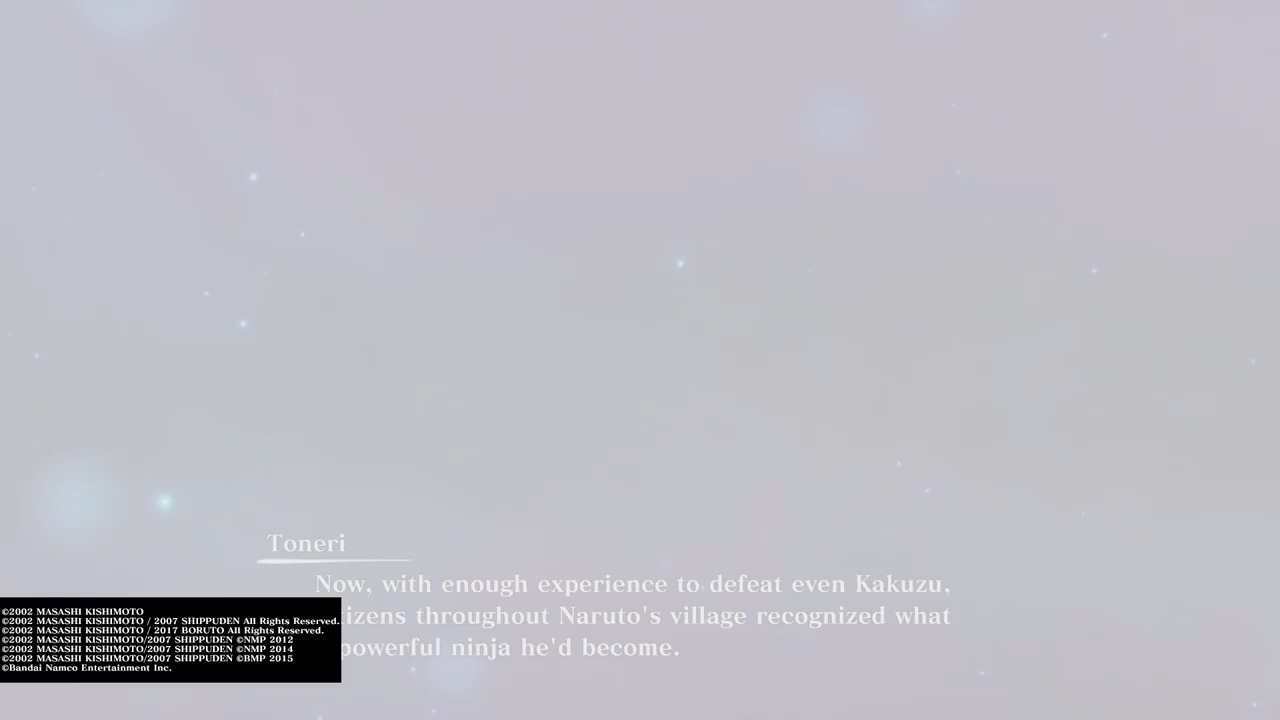 Toneri
Now, with enough experience to defeat even Kakuzu,
tizens throughout Naruto's village recognized what
powerful ninja he'd become.
©2002 MASASHI KISHIMOTO
©2002 MASASHI KISHIMOTO / 2007 SHIPPUDEN All Rights Reserved.
©2002 MASASHI KISHIMOTO / 2017 BORUTO All Rights Reserved.
©2002 MASASHI KISHIMOTO/2007 SHIPPUDEN ©NMP 2012
©2002 MASASHI KISHIMOTO/2007 SHIPPUDEN ©NMP 2014
©2002 MASASHI KISHIMOTO/2007 SHIPPUDEN ©BMP 2015
©Bandai Namco Entertainment Inc.